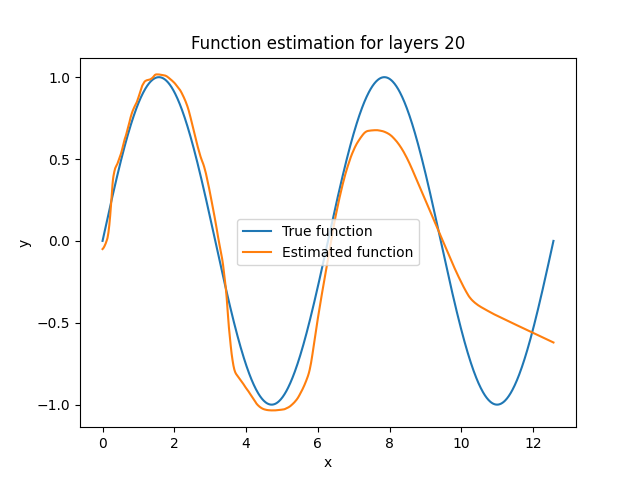 Function estimation for layers 20
1.0
0.5
0.0
−0.5
−1.0
y
True function
Estimated function
0 2 4 6 8 10 12
x